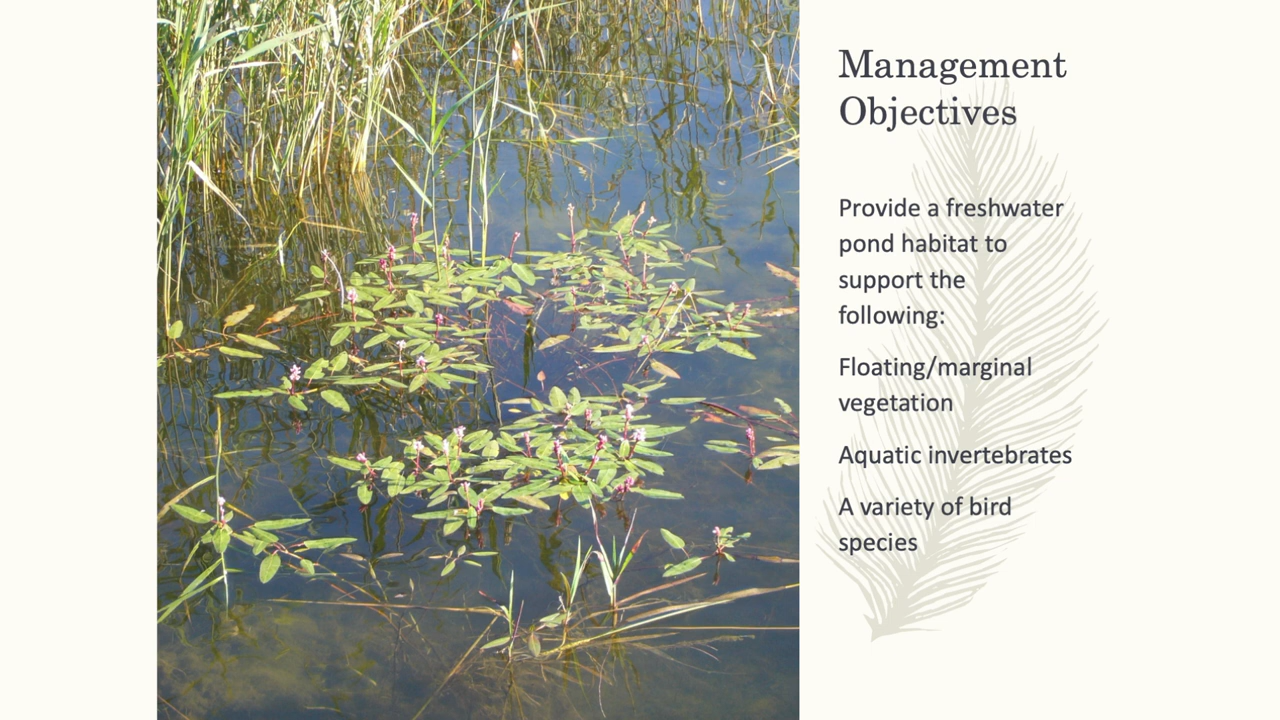 Management
Objectives
Provide a freshwater
pond habitat to
support the
following:
Floating/marginal
vegetation
Aquatic invertebrates
A variety of bird
species